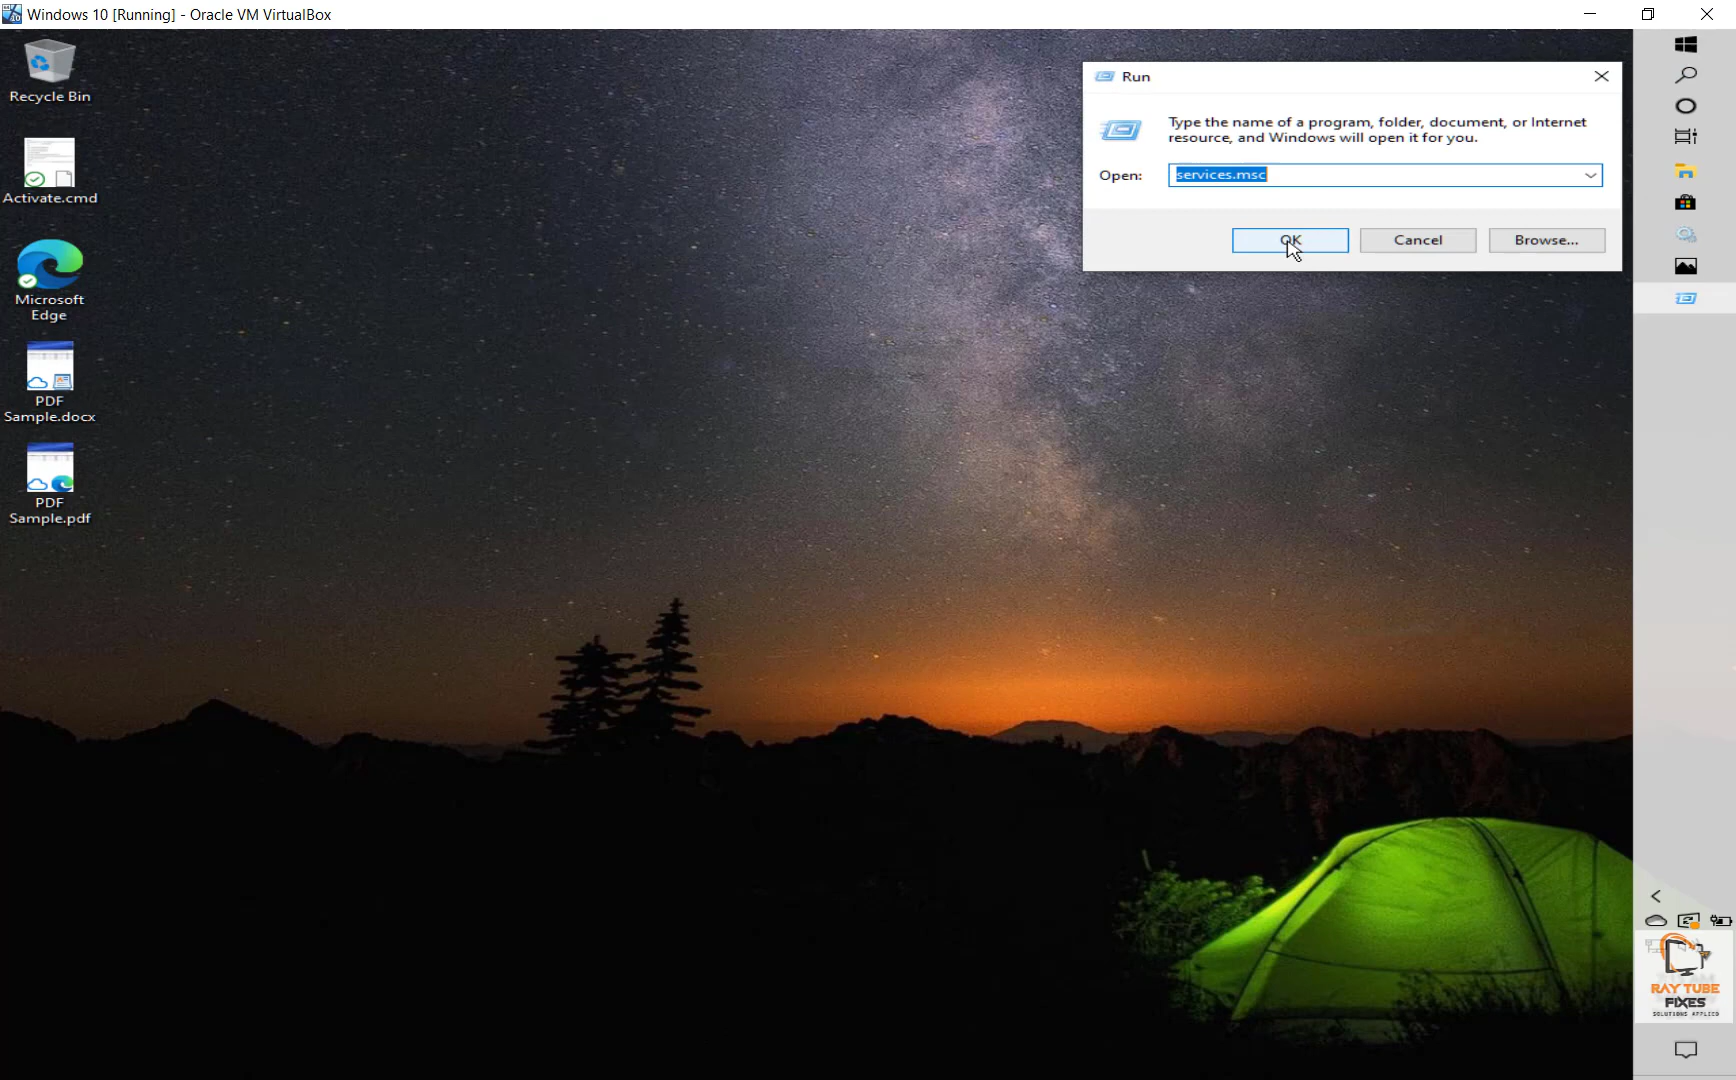 Windows 10 [Running] - Oracle VM VirtualBox
Recycle Bin
Activate.cmd
Microsoft
Edge
PDF
Sample.docx
PDF
Sample.pdf
Run
Type the name of a program, folder, document, or Internet
resource, and Windows will open it for you.
Open:
services.msc
OK
Cancel
Browse...
RAY TUBE
FIXES
SOLUTIONS APPLIED